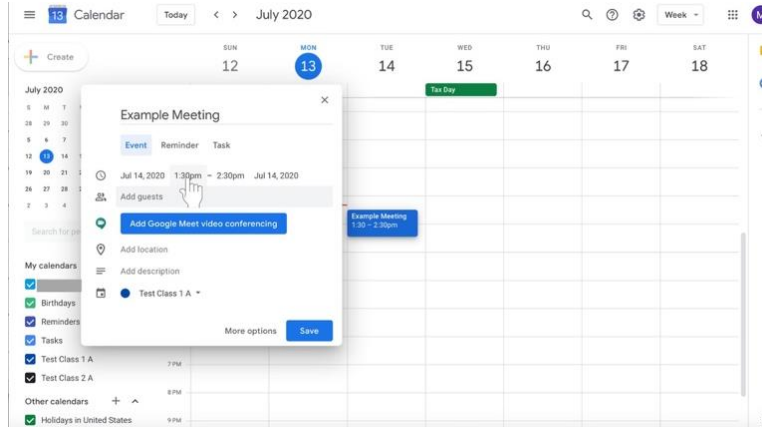 13 Calendar Today July 2020 Week M
Create
SUN MON TUE WED THU FRI SAT
12 13 14 15 16 17 18
Tax Day
July 2020
S M T
28 29 30
5 6 7
12 13 14
19 20 21
26 27 28
2 3 4
Search for pe
My calendars
Birthdays
Reminders
Tasks
Test Class 1 A
Test Class 2 A
Other calendars
Holidays in United States
Example Meeting
Event Reminder Task
Jul 14, 2020 1:30pm – 2:30pm Jul 14, 2020
Add guests
Add Google Meet video conferencing
Add location
Add description
Test Class 1 A
More options Save
Example Meeting
1:30 – 2:30pm
7 PM
8 PM
9 PM